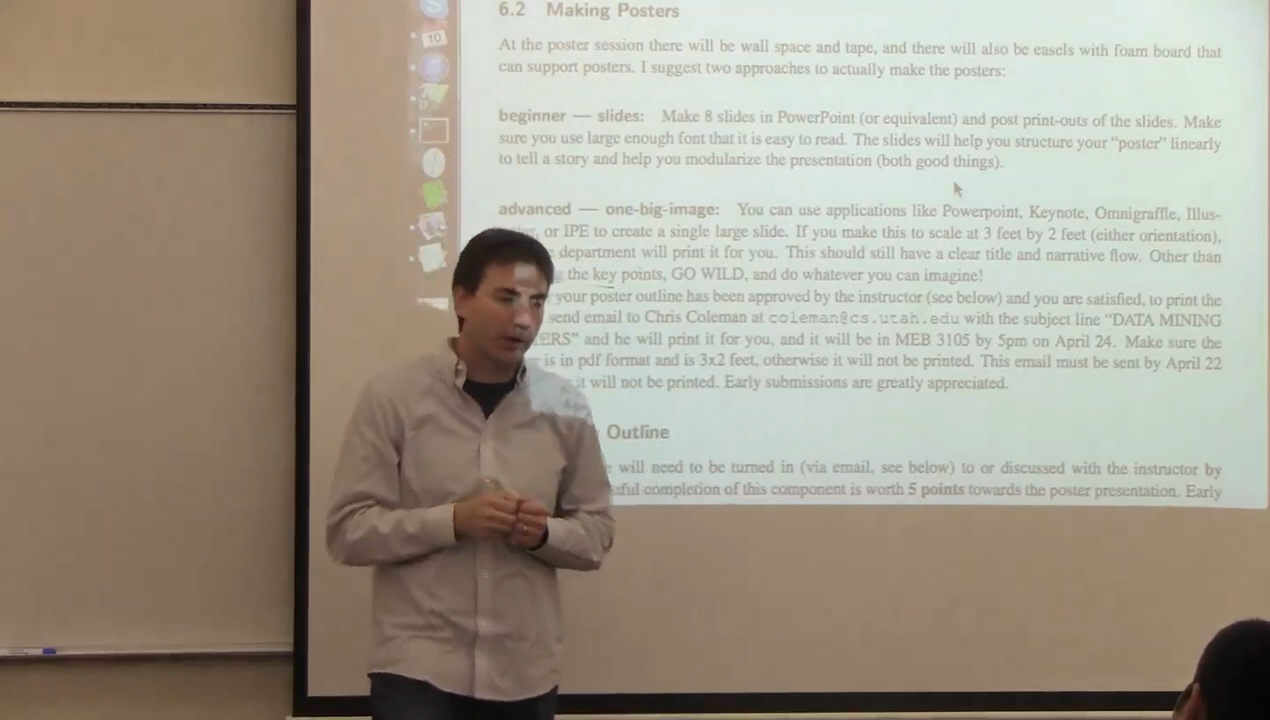 6.2 Making Posters
At the poster session there will be wall space and tape, and there will also be easels with foam board that
can support posters. I suggest two approaches to actually make the posters:
beginner — slides: Make 8 slides in PowerPoint (or equivalent) and post print-outs of the slides. Make
sure you use large enough font that it is easy to read. The slides will help you structure your "poster" linearly
to tell a story and help you modularize the presentation (both good things).
advanced — one-big-image: You can use applications like Powerpoint, Keynote, Omnigraffle, Illus-
or IPE to create a single large slide. If you make this to scale at 3 feet by 2 feet (either orientation),
department will print it for you. This should still have a clear title and narrative flow. Other than
the key points, GO WILD, and do whatever you can imagine!
your poster outline has been approved by the instructor (see below) and you are satisfied, to print the
send email to Chris Coleman at coleman@cs.utah.edu with the subject line "DATA MINING
ERS" and he will print it for you, and it will be in MEB 3105 by 5pm on April 24. Make sure the
is in pdf format and is 3x2 feet, otherwise it will not be printed. This email must be sent by April 22
it will not be printed. Early submissions are greatly appreciated.
Outline
will need to be turned in (via email, see below) to or discussed with the instructor by
completion of this component is worth 5 points towards the poster presentation. Early
10